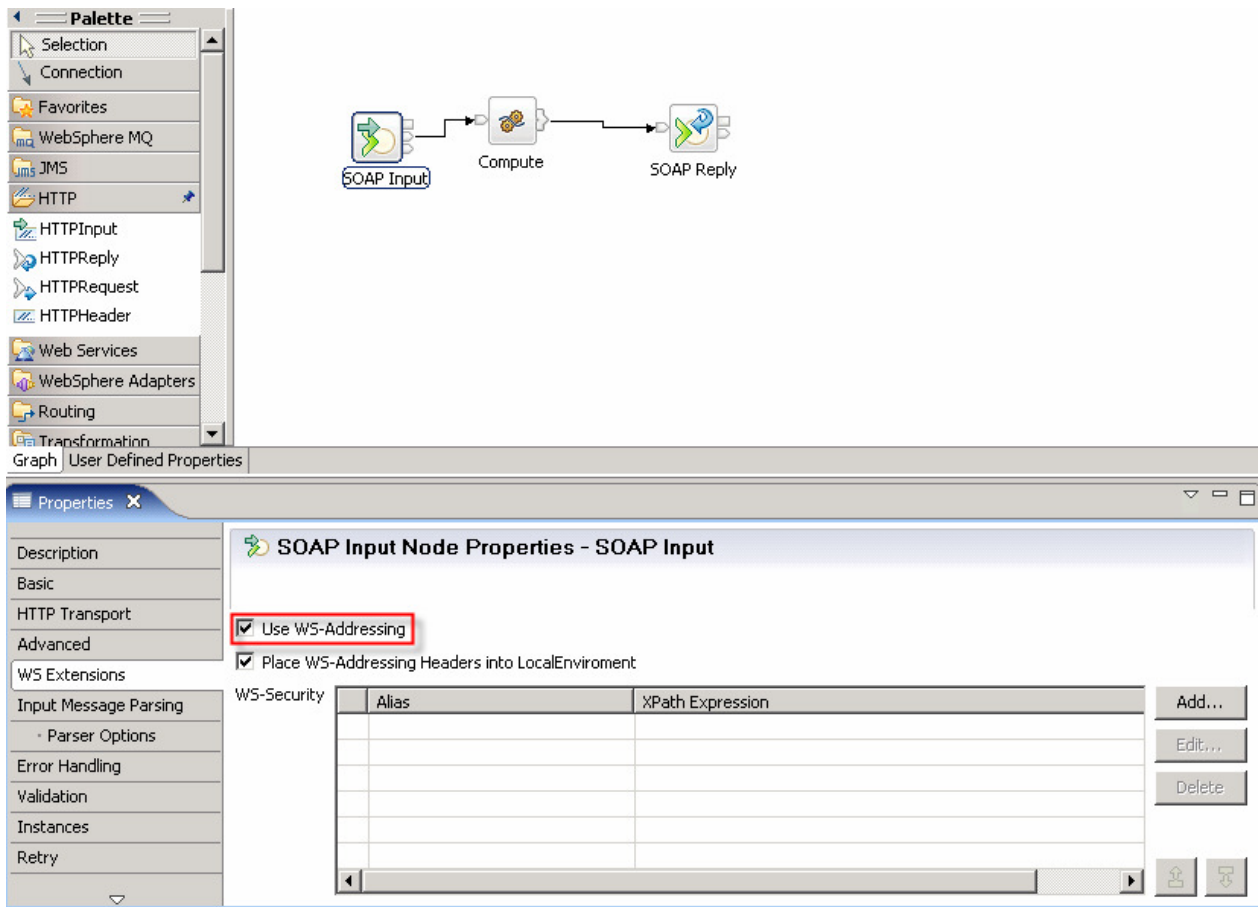 Palette
Selection
Connection
Favorites
WebSphere MQ
JMS
HTTP
HTTPInput
HTTPReply
HTTPRequest
HTTPHeader
Web Services
WebSphere Adapters
Routing
Transformation
SOAP Input
Compute
SOAP Reply
Graph User Defined Properties
Properties
Description
Basic
HTTP Transport
Advanced
WS Extensions
Input Message Parsing
Parser Options
Error Handling
Validation
Instances
Retry
SOAP Input Node Properties - SOAP Input
Use WS-Addressing
Place WS-Addressing Headers into LocalEnviroment
WS-Security
Alias XPath Expression
Add...
Edit...
Delete